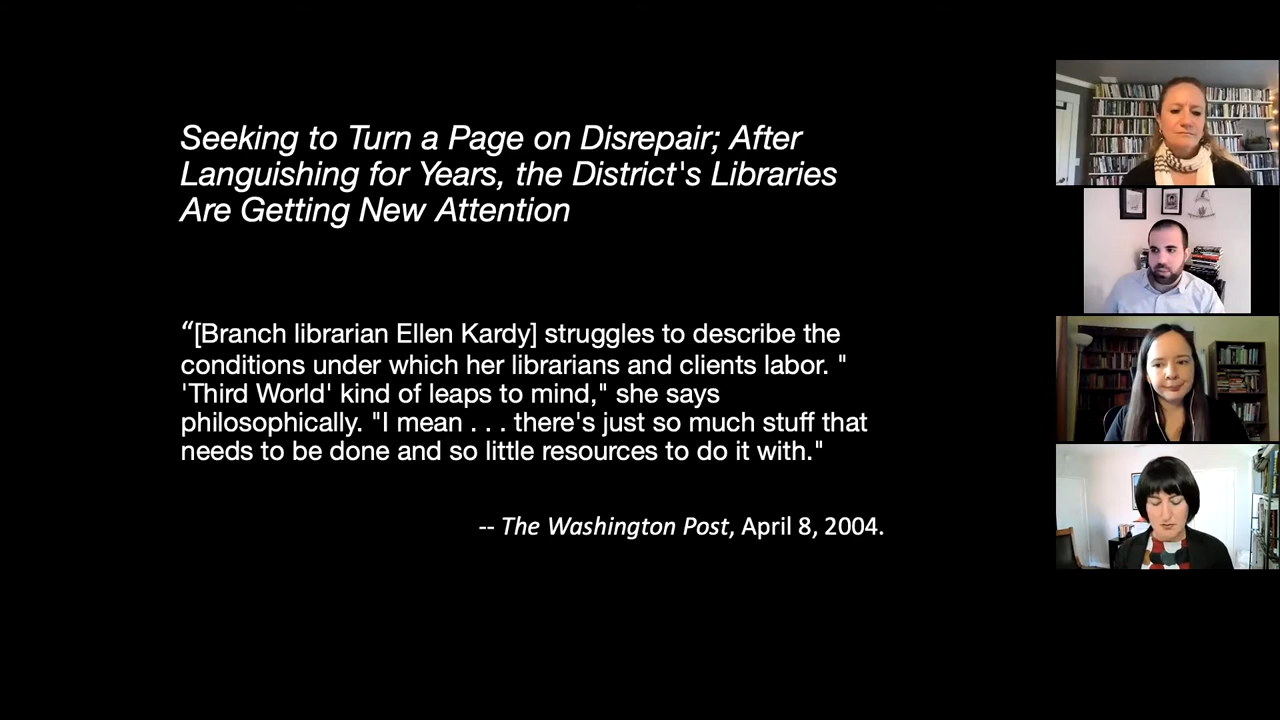 Seeking to Turn a Page on Disrepair; After
Languishing for Years, the District's Libraries
Are Getting New Attention
“[Branch librarian Ellen Kardy] struggles to describe the
conditions under which her librarians and clients labor. "
'Third World' kind of leaps to mind," she says
philosophically. "I mean . . . there's just so much stuff that
needs to be done and so little resources to do it with."
-- The Washington Post, April 8, 2004.